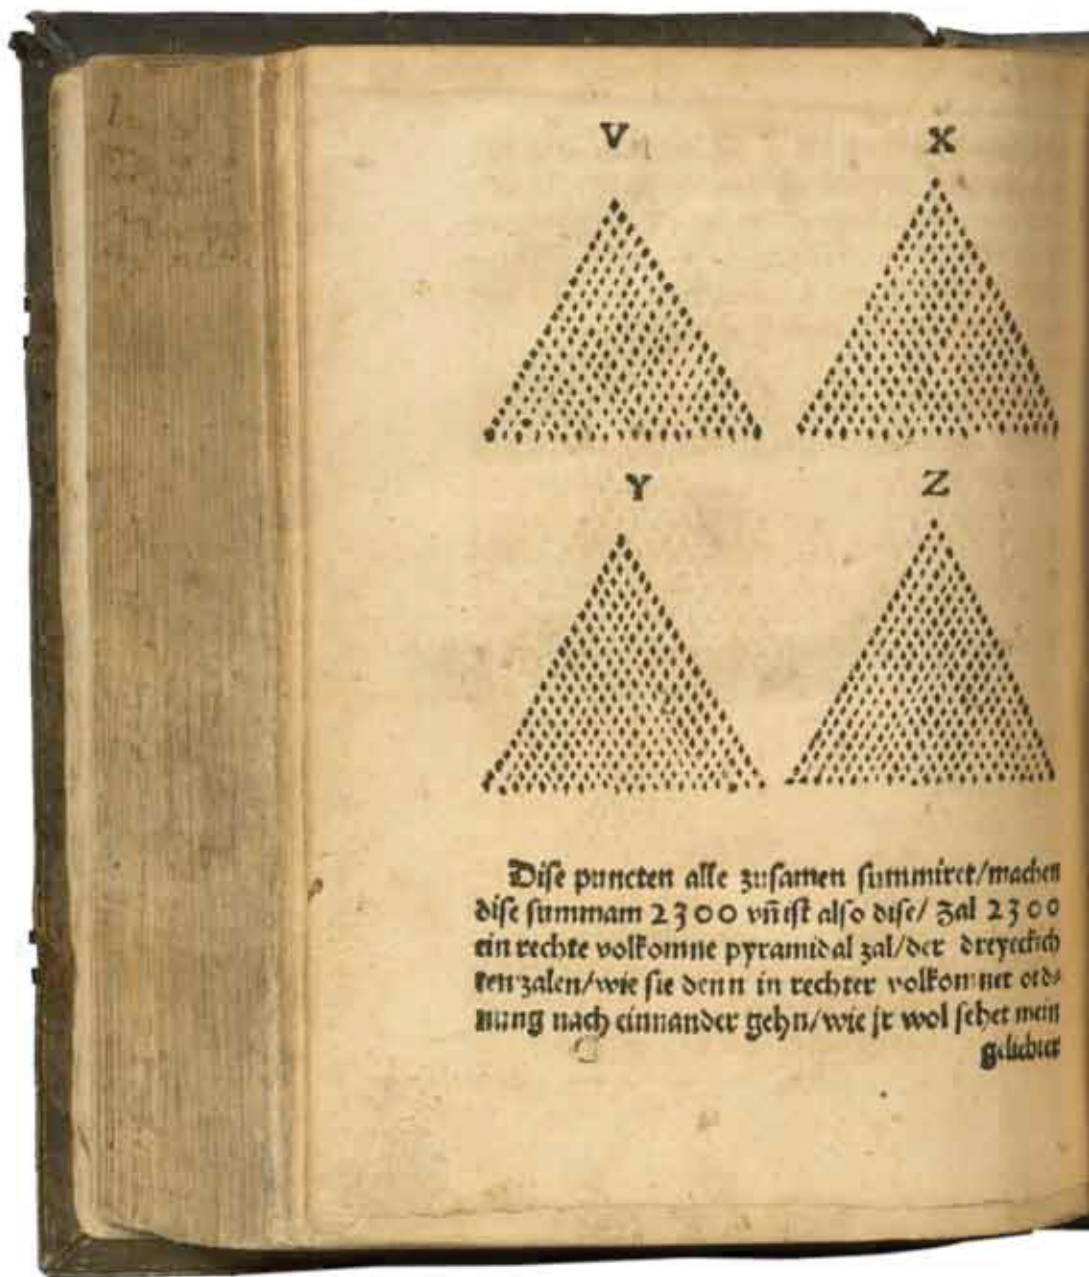 V X
Y Z
Dise puncten alle zusamen summiret/machen
dise summam 2300 vñ ist also dise/ Zal 2300
ein rechte volkomne pyramidal zal/der dreyeckich
ten zalen/wie sie denn in rechter volkomner ord⸗
nung nach einnander gehn/wie jr wol sehet mein
geliebter